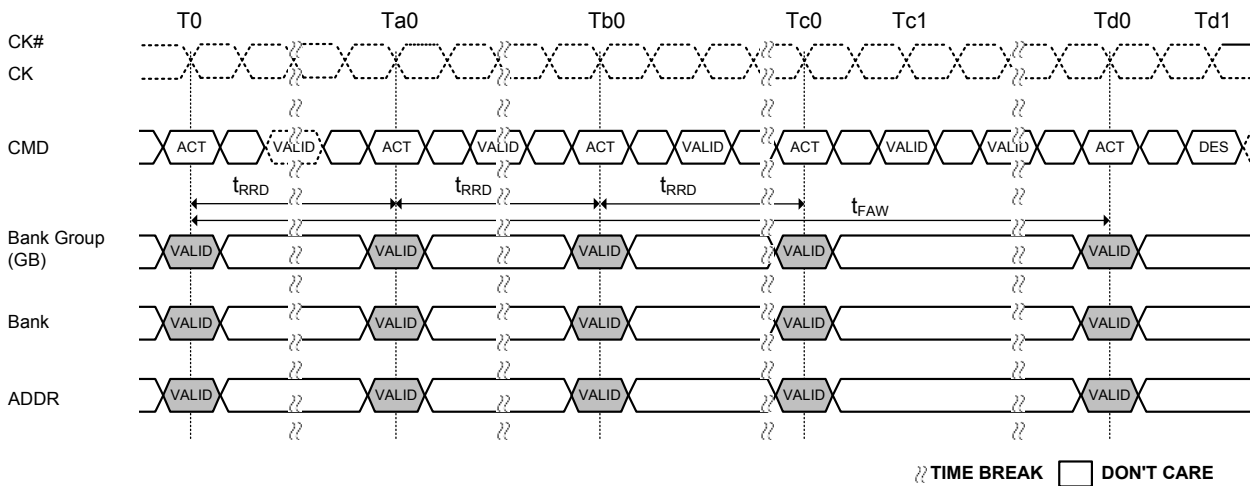 T0 Ta0 Tb0 Tc0 Tc1 Td0 Td1
CK#
CK
CMD ACT VALID ACT VALID ACT VALID ACT VALID VALID ACT DES
tRRD tRRD tRRD
tFAW
Bank Group
(GB)
VALID VALID VALID VALID VALID
Bank VALID VALID VALID VALID VALID
ADDR VALID VALID VALID VALID VALID
TIME BREAK DON'T CARE